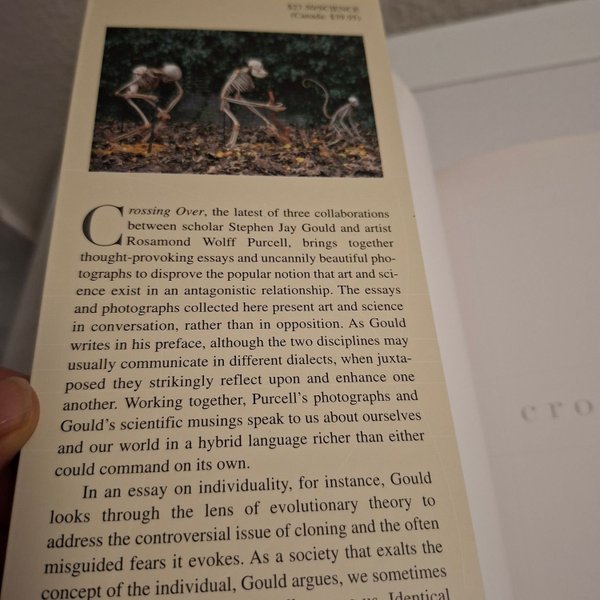 $27.50/SCIENCE
(Canada: $39.95)
Crossing Over, the latest of three collaborations
between scholar Stephen Jay Gould and artist
Rosamond Wolff Purcell, brings together
thought-provoking essays and uncannily beautiful pho-
tographs to disprove the popular notion that art and sci-
ence exist in an antagonistic relationship. The essays
and photographs collected here present art and science
in conversation, rather than in opposition. As Gould
writes in his preface, although the two disciplines may
usually communicate in different dialects, when juxta-
posed they strikingly reflect upon and enhance one
another. Working together, Purcell's photographs and
Gould's scientific musings speak to us about ourselves
and our world in a hybrid language richer than either
could command on its own.
In an essay on individuality, for instance, Gould
looks through the lens of evolutionary theory to
address the controversial issue of cloning and the often
misguided fears it evokes. As a society that exalts the
concept of the individual, Gould argues, we sometimes
Identical
cro